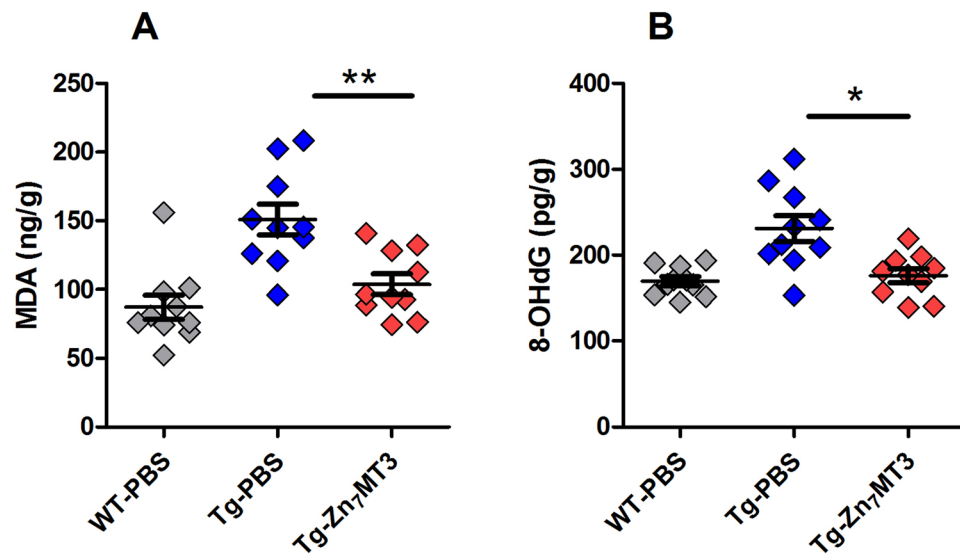 A
MDA (ng/g)
250
200
150
100
50
0
**
WT-PBS
Tg-PBS
Tg-Zn₇MT3
B
8-OHdG (pg/g)
400
300
200
100
0
*
WT-PBS
Tg-PBS
Tg-Zn₇MT3